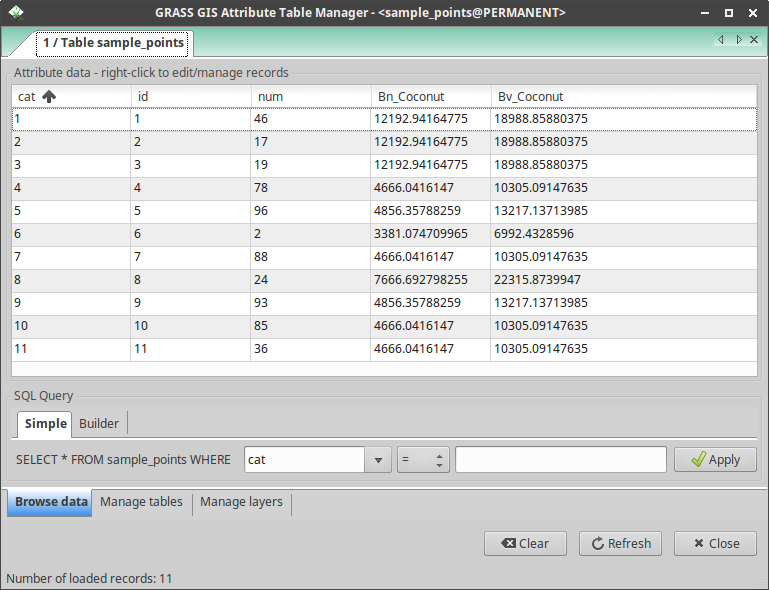 GRASS GIS Attribute Table Manager - <sample_points@PERMANENT>
1 / Table sample_points
Attribute data - right-click to edit/manage records
cat id num Bn_Coconut Bv_Coconut
1 1 46 12192.94164775 18988.85880375
2 2 17 12192.94164775 18988.85880375
3 3 19 12192.94164775 18988.85880375
4 4 78 4666.0416147 10305.09147635
5 5 96 4856.35788259 13217.13713985
6 6 2 3381.074709965 6992.4328596
7 7 88 4666.0416147 10305.09147635
8 8 24 7666.692798255 22315.8739947
9 9 93 4856.35788259 13217.13713985
10 10 85 4666.0416147 10305.09147635
11 11 36 4666.0416147 10305.09147635
SQL Query
Simple Builder
SELECT * FROM sample_points WHERE cat = Apply
Browse data Manage tables Manage layers
Clear Refresh Close
Number of loaded records: 11